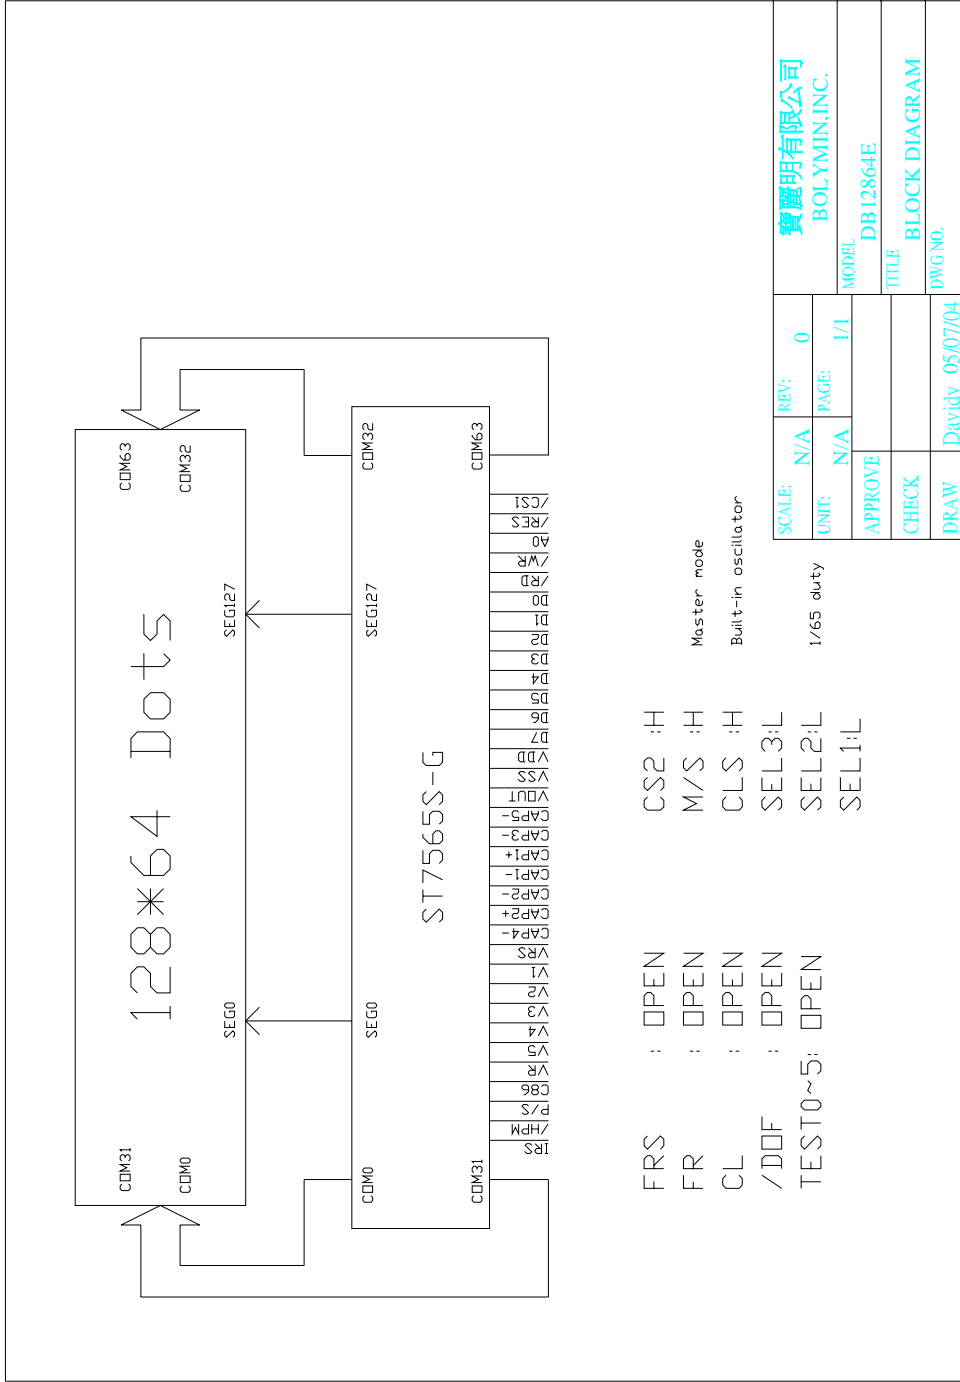 COM31
COM63
COM0
128*64 Dots
COM32
SEG0
SEG127
COM0
SEG0
SEG127
COM32
ST7565S-G
COM31
COM63
IRS
/HPM
P/S
C86
VR
V5
V4
V3
V2
V1
VRS
CAP4-
CAP2+
CAP2-
CAP1-
CAP1+
CAP3-
CAP5-
VOUT
VSS
VDD
D7
D6
D5
D4
D3
D2
D1
D0
/RD
/WR
A0
/RES
/CS1
FRS : OPEN
FR : OPEN
CL : OPEN
/DOF : OPEN
TEST0~5: OPEN
CS2 :H
M/S :H Master mode
CLS :H Built-in oscillator
SEL3:L
SEL2:L 1/65 duty
SEL1:L
SCALE: N/A
REV: 0
寶麗明有限公司
BOLYMIN,INC.
UNIT: N/A
PAGE: 1/1
MODEL
DB12864E
APPROVE
TITLE
BLOCK DIAGRAM
CHECK
DRAW Davidy 05/07/04
DWG NO.